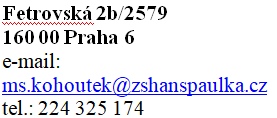 Fetrovská 2b/2579
160 00 Praha 6
e-mail:
ms.kohoutek@zshanspaulka.cz
tel.: 224 325 174